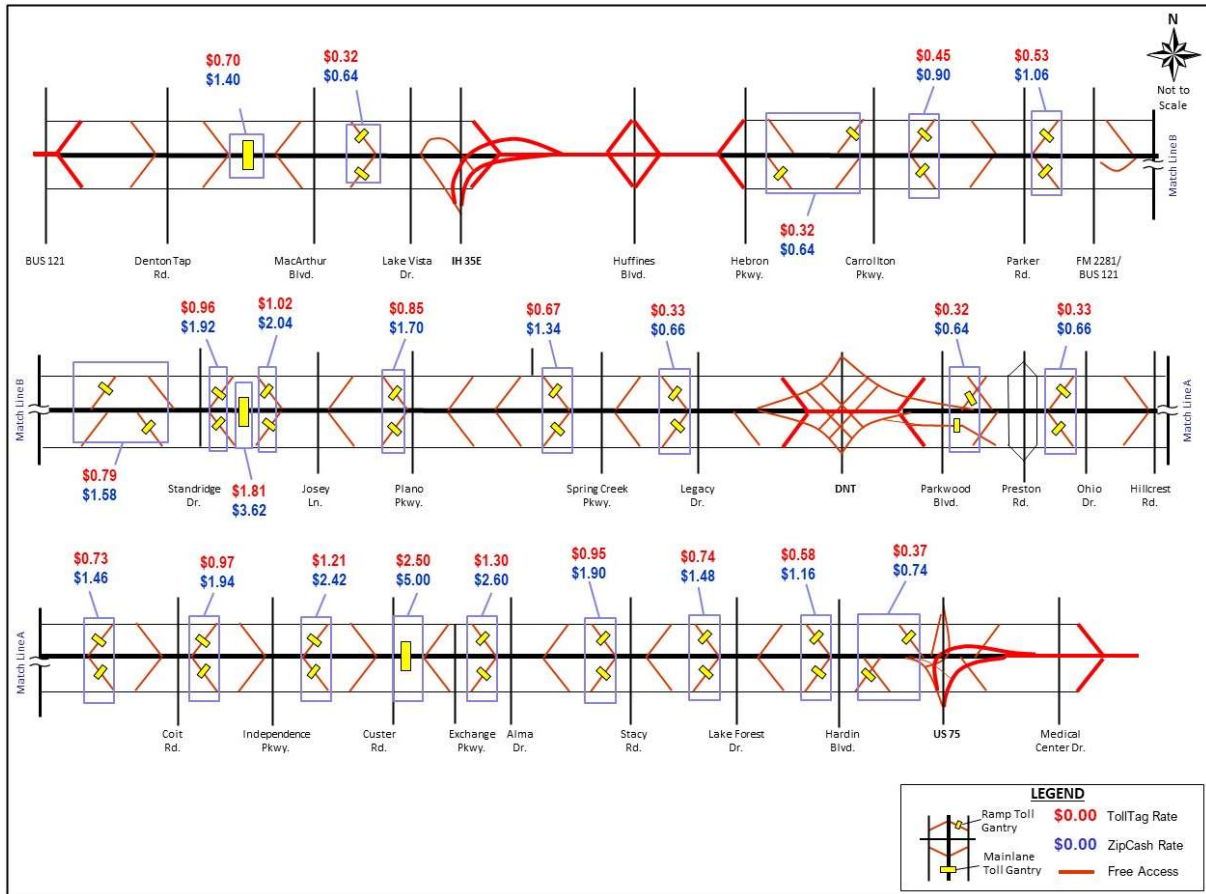 N
Not to
Scale
$0.70
$1.40
$0.32
$0.64
$0.45
$0.90
$0.53
$1.06
Match Line B
$0.32
$0.64
BUS 121
Denton Tap
Rd.
MacArthur
Blvd.
Lake Vista
Dr.
IH 35E
Huffines
Blvd.
Hebron
Pkwy.
Carrollton
Pkwy.
Parker
Rd.
FM 2281/
BUS 121
$0.96
$1.92
$1.02
$2.04
$0.85
$1.70
$0.67
$1.34
$0.33
$0.66
$0.32
$0.64
$0.33
$0.66
Match Line B
Match Line A
$0.79
$1.58
Standridge
Dr.
$1.81
$3.62
Josey
Ln.
Plano
Pkwy.
Spring Creek
Pkwy.
Legacy
Dr.
DNT
Parkwood
Blvd.
Preston
Rd.
Ohio
Dr.
Hillcrest
Rd.
$0.73
$1.46
$0.97
$1.94
$1.21
$2.42
$2.50
$5.00
$1.30
$2.60
$0.95
$1.90
$0.74
$1.48
$0.58
$1.16
$0.37
$0.74
Match Line A
Coit
Rd.
Independence
Pkwy.
Custer
Rd.
Exchange
Pkwy.
Alma
Dr.
Stacy
Rd.
Lake Forest
Dr.
Hardin
Blvd.
US 75
Medical
Center Dr.
LEGEND
Ramp Toll
Gantry
$0.00 TollTag Rate
$0.00 ZipCash Rate
Mainlane
Toll Gantry
Free Access